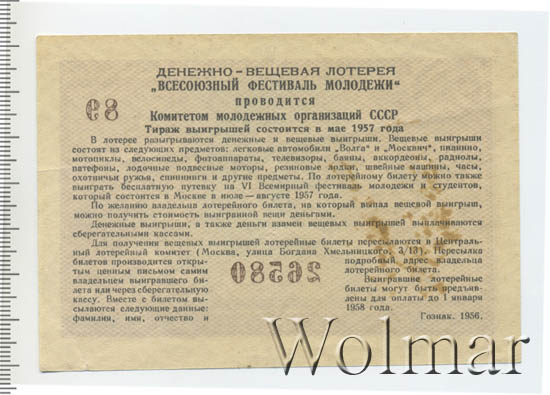 ДЕНЕЖНО-ВЕЩЕВАЯ ЛОТЕРЕЯ
„ВСЕСОЮЗНЫЙ ФЕСТИВАЛЬ МОЛОДЕЖИ“
проводится
Комитетом молодежных организаций СССР
Тираж выигрышей состоится в мае 1957 года
89
В лотерее разыгрываются денежные и вещевые выигрыши. Вещевые выигрыши
состоят из следующих предметов: легковые автомобили „Волга“ и „Москвич“, пианино,
мотоциклы, велосипеды, фотоаппараты, телевизоры, баяны, аккордеоны, радиолы,
патефоны, лодочные подвесные моторы, резиновые лодки, швейные машины, часы,
охотничьи ружья, спиннинги и другие предметы. По лотерейному билету можно также
выиграть бесплатную путевку на VI Всемирный фестиваль молодежи и студентов,
который состоится в Москве в июле—августе 1957 года.
По желанию владельца лотерейного билета, на который выпал вещевой выигрыш,
можно получить стоимость выигранной вещи деньгами.
Денежные выигрыши, а также деньги взамен вещевых выигрышей выплачиваются
сберегательными кассами.
Для получения вещевых выигрышей лотерейные билеты пересылаются в Централь-
ный лотерейный комитет (Москва, улица Богдана Хмельницкого 3/13). Пересылка
билетов производится откры-
тым ценным письмом самим
владельцем выигравшего биле-
та или через сберегательную
кассу. Вместе с билетом вы-
сылаются следующие данные:
фамилия, имя, отчество и
26580
подробный адрес владельца
лотерейного билета.
Выигравшие лотерейные
билеты могут быть предъяв-
лены для оплаты до 1 января
1958 года.
Гознак. 1956.
Wolmar